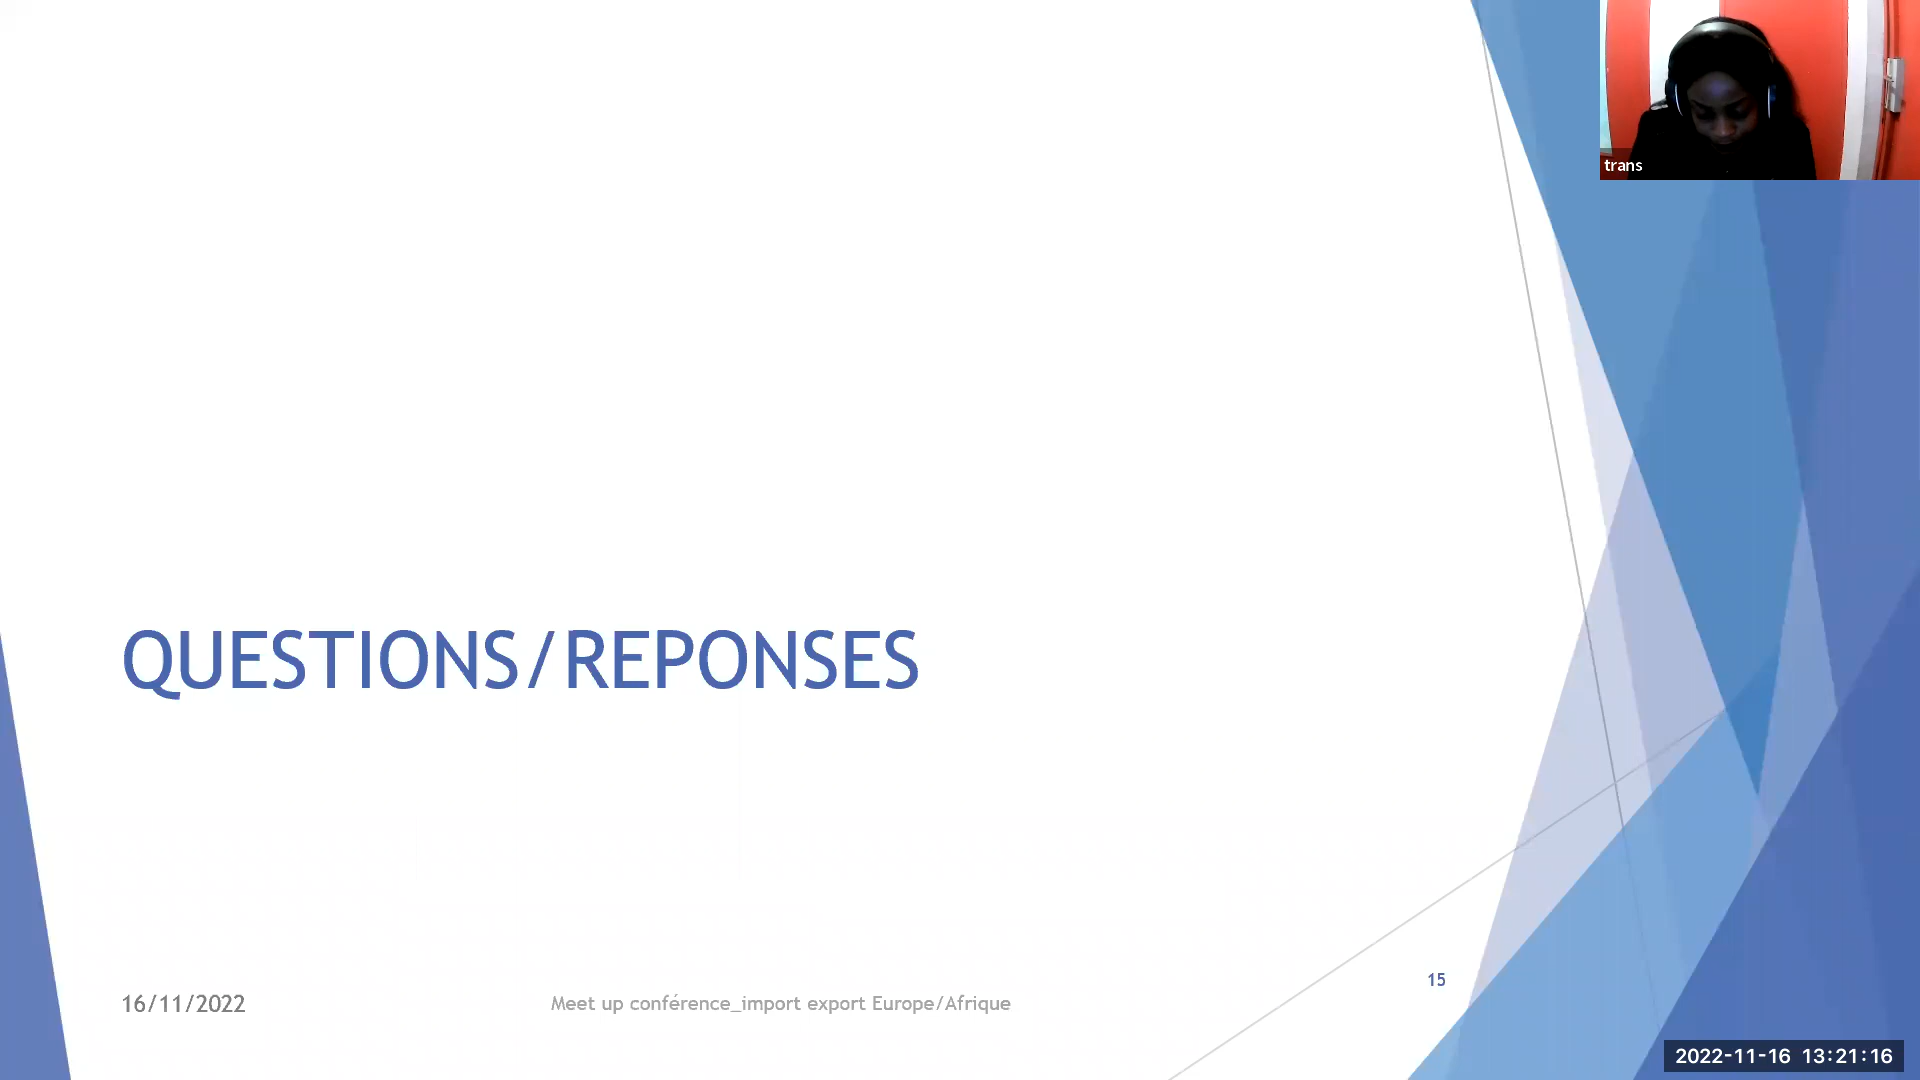 trans
QUESTIONS/REPONSES
15
16/11/2022
Meet up conférence_import export Europe/Afrique
2022-11-16 13:21:16